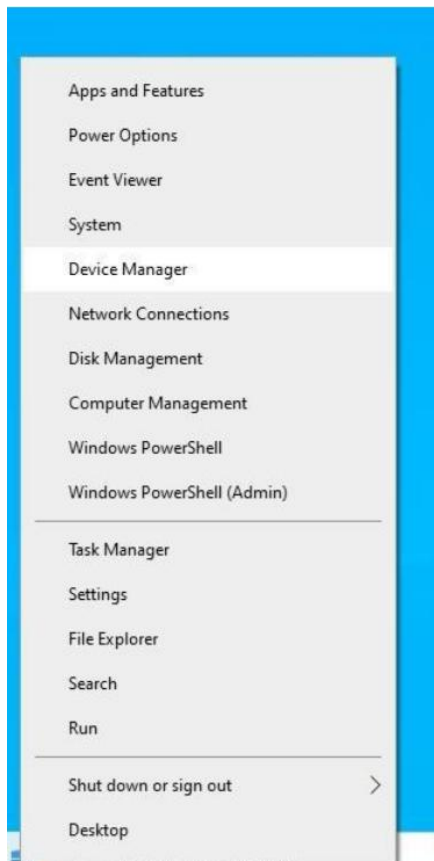 Apps and Features
Power Options
Event Viewer
System
Device Manager
Network Connections
Disk Management
Computer Management
Windows PowerShell
Windows PowerShell (Admin)
Task Manager
Settings
File Explorer
Search
Run
Shut down or sign out
Desktop